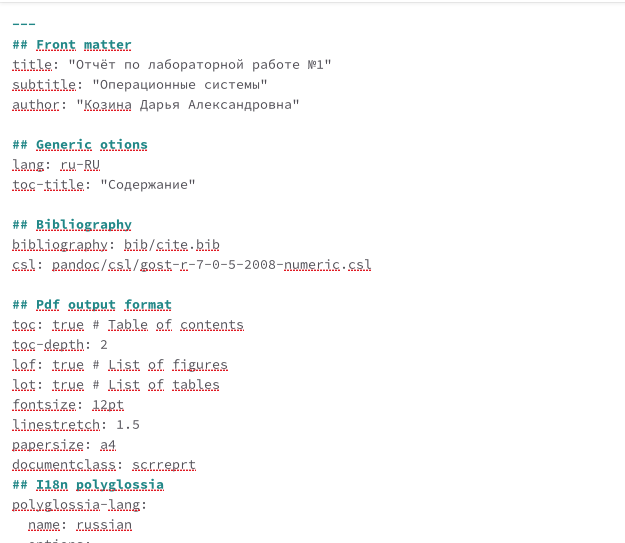 ---
## Front matter
title: "Отчёт по лабораторной работе №1"
subtitle: "Операционные системы"
author: "Козина Дарья Александровна"
## Generic otions
lang: ru-RU
toc-title: "Содержание"
## Bibliography
bibliography: bib/cite.bib
csl: pandoc/csl/gost-r-7-0-5-2008-numeric.csl
## Pdf output format
toc: true # Table of contents
toc-depth: 2
lof: true # List of figures
lot: true # List of tables
fontsize: 12pt
linestretch: 1.5
papersize: a4
documentclass: scrreprt
## I18n polyglossia
polyglossia-lang:
  name: russian